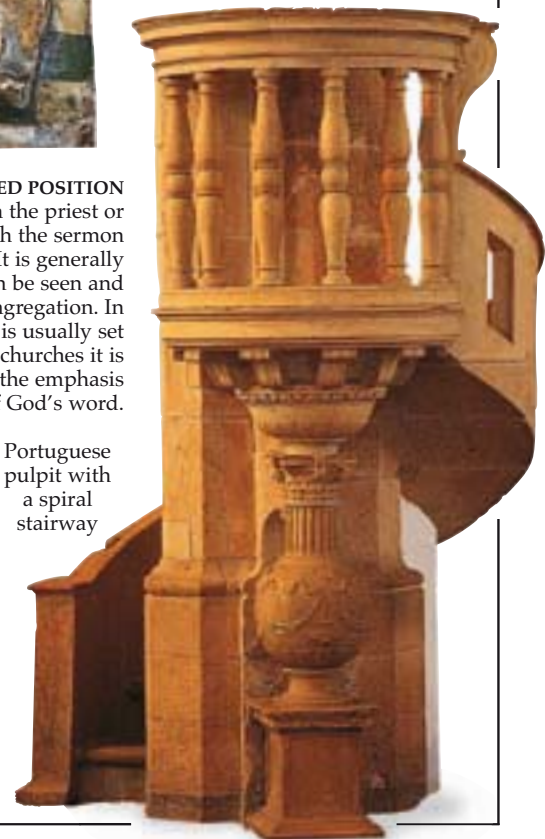 ED POSITION
the priest or
h the sermon
It is generally
be seen and
ngregation. In
is usually set
churches it is
the emphasis
God's word.
Portuguese
pulpit with
a spiral
stairway